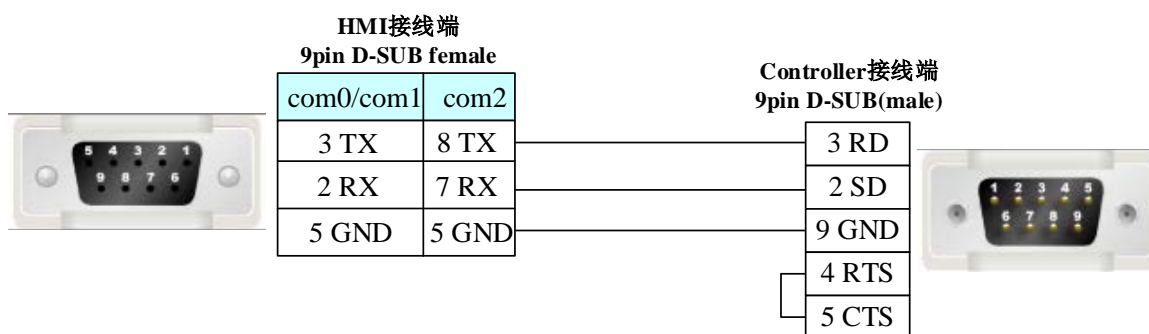 HMI接线端
9pin D-SUB female
Controller接线端
9pin D-SUB(male)
com0/com1 com2
3 TX 8 TX 3 RD
2 RX 7 RX 2 SD
5 GND 5 GND 9 GND
4 RTS
5 CTS
5 4 3 2 1
9 8 7 6
1 2 3 4 5
6 7 8 9